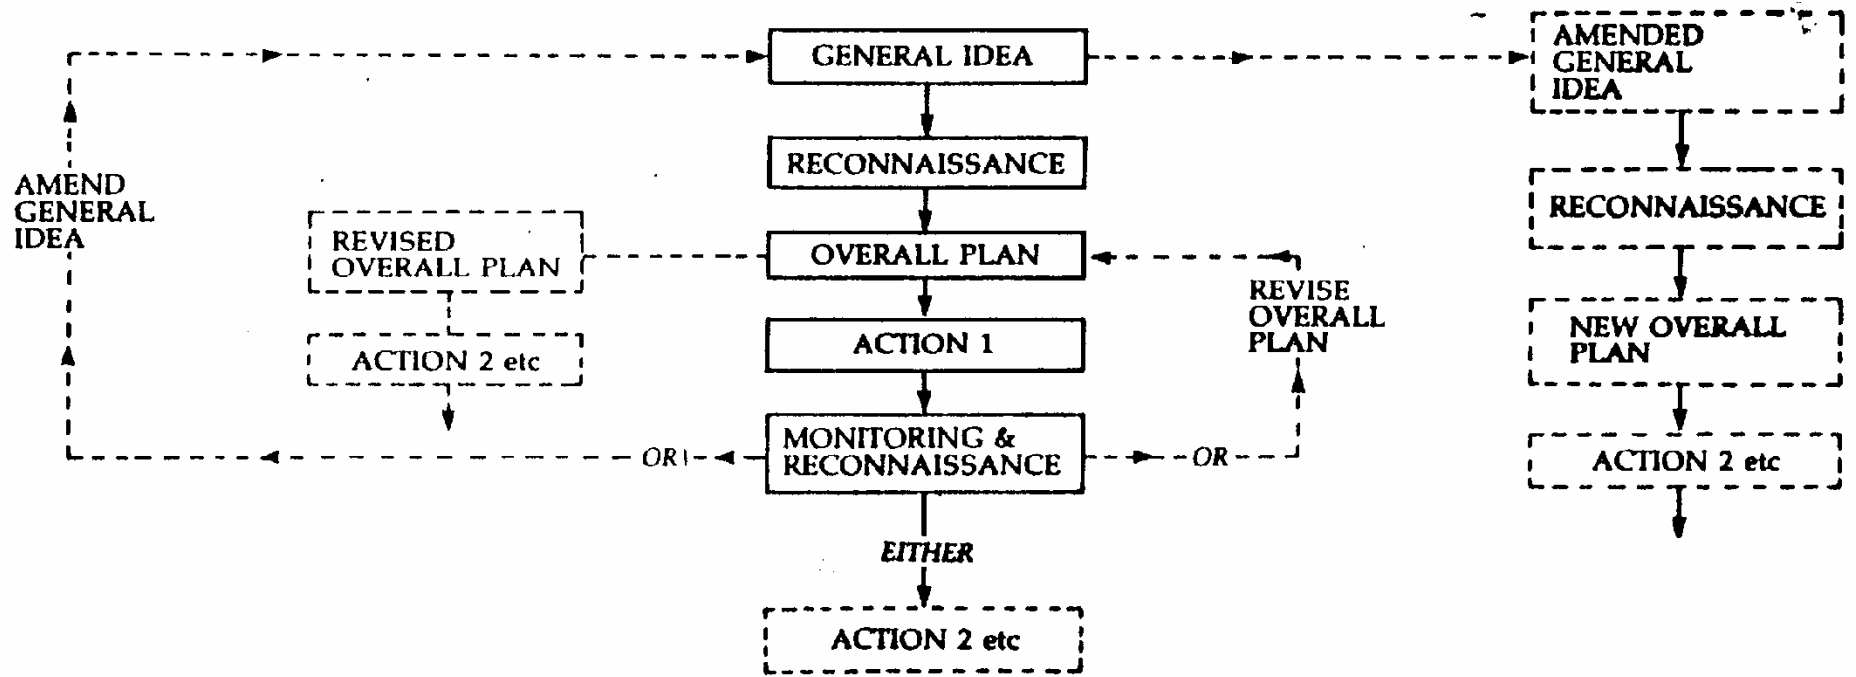 GENERAL IDEA
AMENDED
GENERAL
IDEA
RECONNAISSANCE
AMEND
GENERAL
IDEA
RECONNAISSANCE
REVISED
OVERALL PLAN
OVERALL PLAN
REVISE
OVERALL
PLAN
NEW OVERALL
PLAN
ACTION 1
ACTION 2 etc
MONITORING &
RECONNAISSANCE
OR
OR
ACTION 2 etc
EITHER
ACTION 2 etc